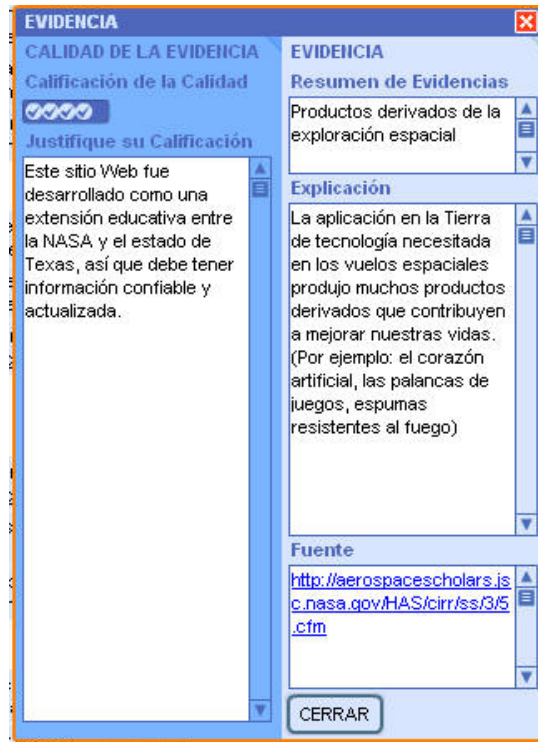 EVIDENCIA
CALIDAD DE LA EVIDENCIA
Calificación de la Calidad
Justifique su Calificación
Este sitio Web fue
desarrollado como una
extensión educativa entre
la NASA y el estado de
Texas, así que debe tener
información confiable y
actualizada.
EVIDENCIA
Resumen de Evidencias
Productos derivados de la
exploración espacial
Explicación
La aplicación en la Tierra
de tecnología necesitada
en los vuelos espaciales
produjo muchos productos
derivados que contribuyen
a mejorar nuestras vidas.
(Por ejemplo: el corazón
artificial, las palancas de
juegos, espumas
resistentes al fuego)
Fuente
http://aerospacescholars.js
c.nasa.gov/HAS/cirr/ss/3/5
.cfm
CERRAR